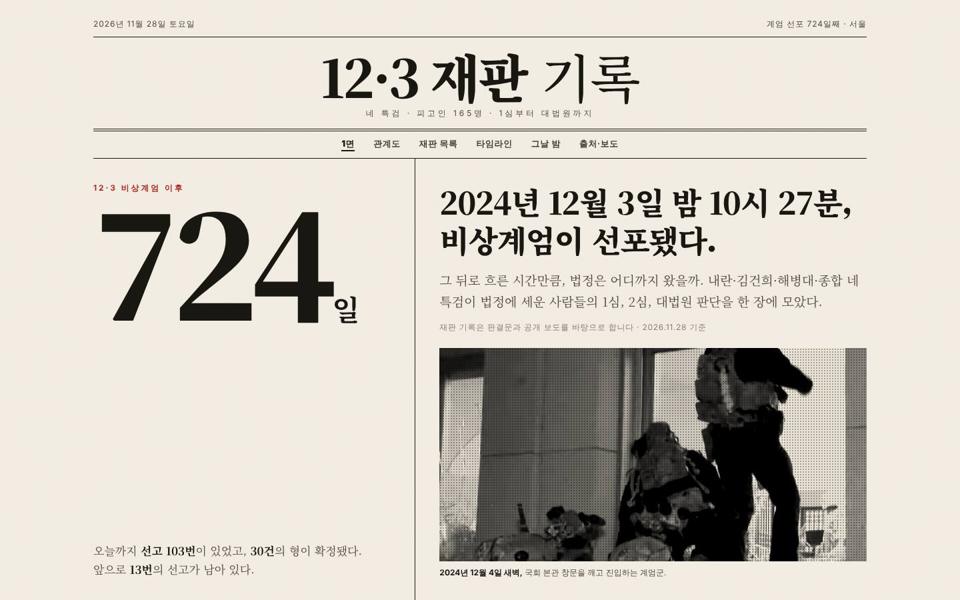 2026년 11월 28일 토요일
계엄 선포 724일째 · 서울
12·3 재판 기록
네 특검 · 피고인 165명 · 1심부터 대법원까지
1면 관계도 재판 목록 타임라인 그날 밤 출처·보도
12·3 비상계엄 이후
724일
오늘까지 선고 103번이 있었고, 30건의 형이 확정됐다.
앞으로 13번의 선고가 남아 있다.
2024년 12월 3일 밤 10시 27분,
비상계엄이 선포됐다.
그 뒤로 흐른 시간만큼, 법정은 어디까지 왔을까. 내란·김건희·해병대·종합 네
특검이 법정에 세운 사람들의 1심, 2심, 대법원 판단을 한 장에 모았다.
재판 기록은 판결문과 공개 보도를 바탕으로 합니다 · 2026.11.28 기준
2024년 12월 4일 새벽, 국회 본관 창문을 깨고 진입하는 계엄군.